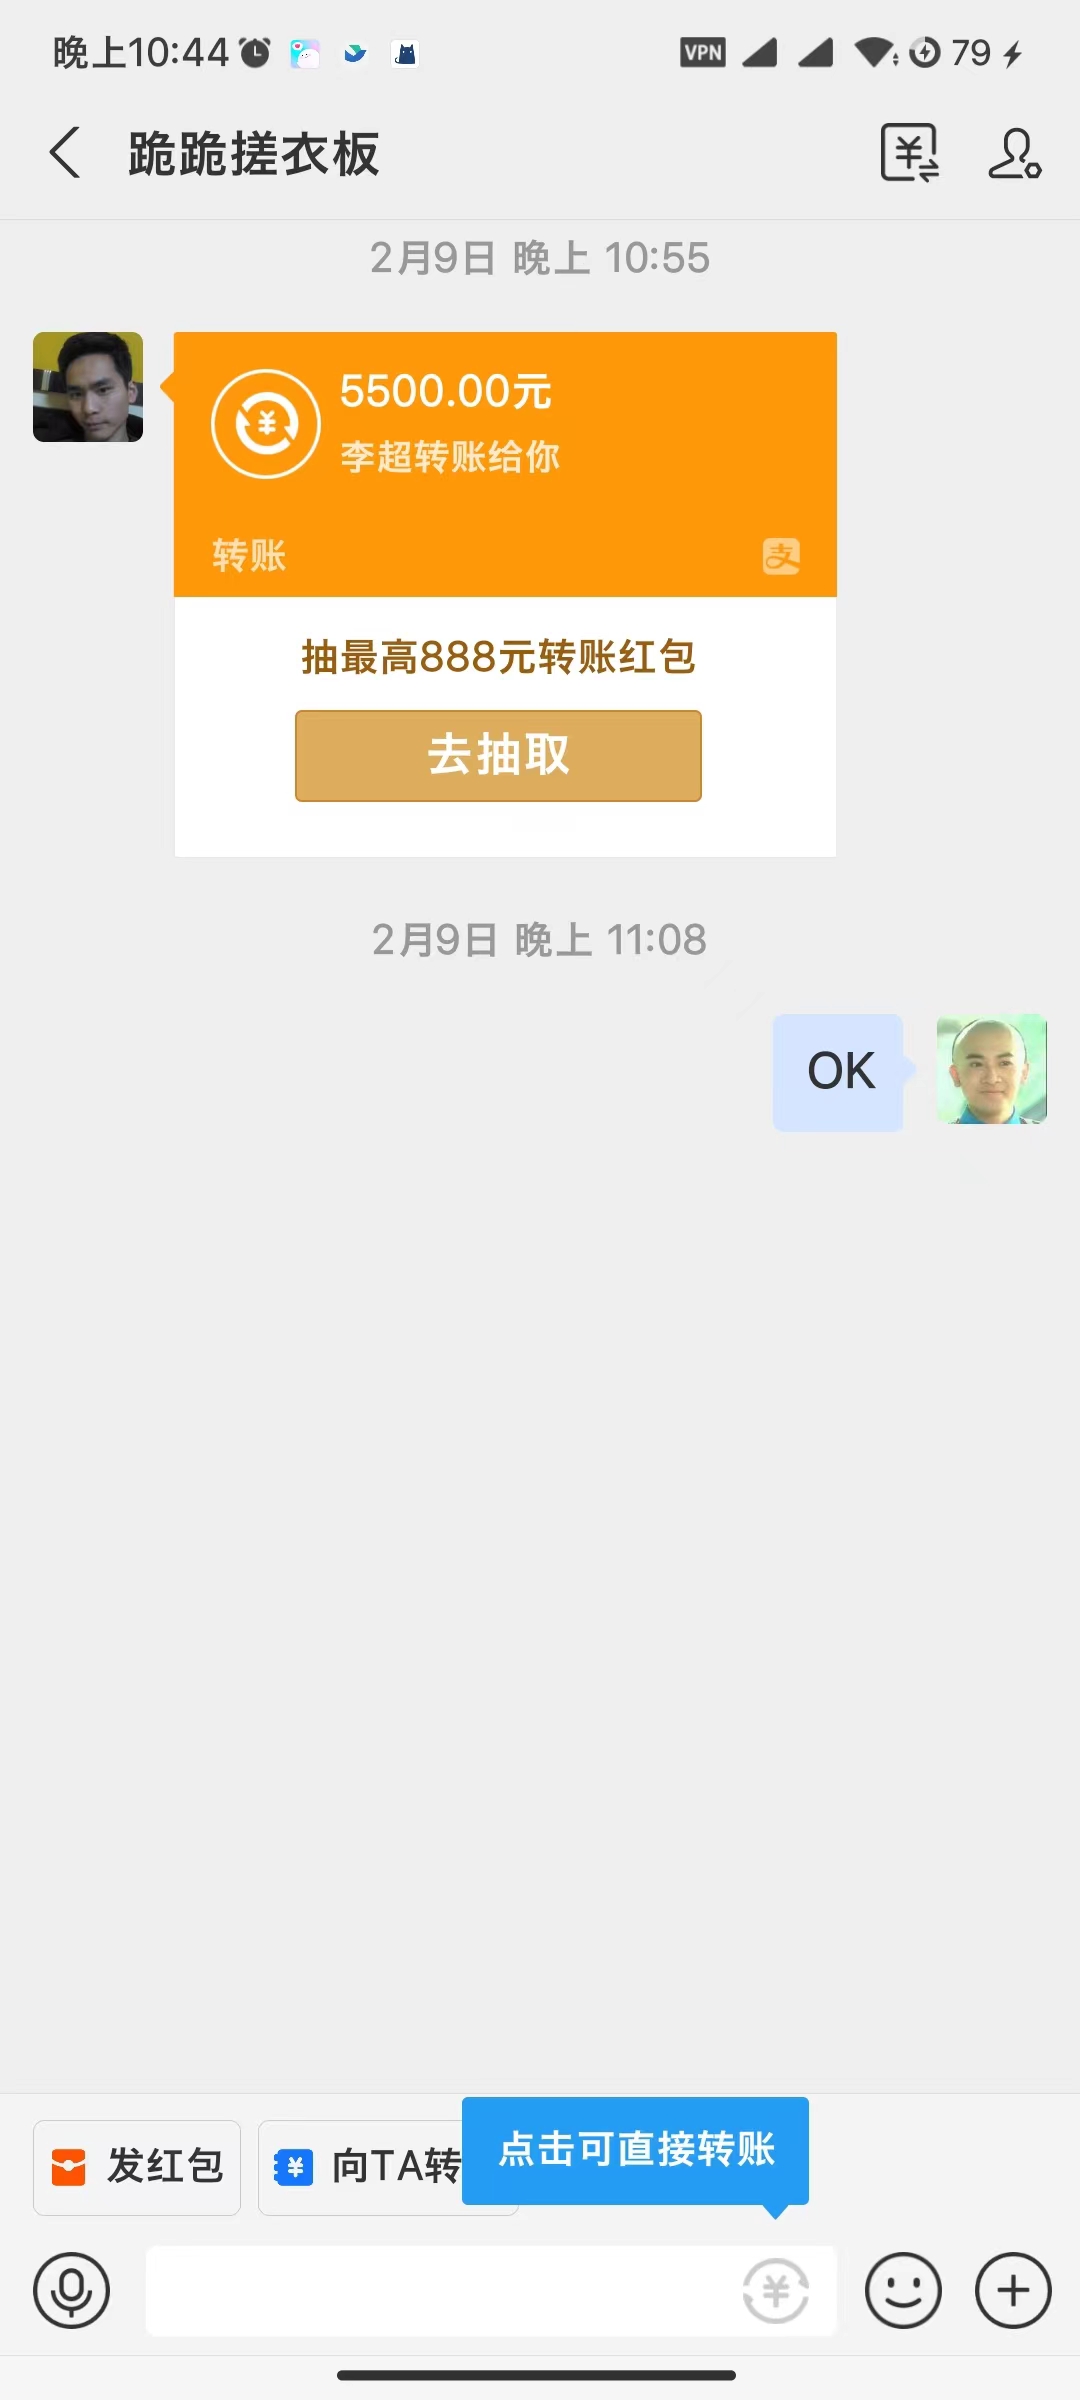 晚上10:44
VPN
79
跪跪搓衣板
2月9日 晚上 10:55
5500.00元
李超转账给你
转账
支
抽最高888元转账红包
去抽取
2月9日 晚上 11:08
OK
发红包
向TA转
点击可直接转账